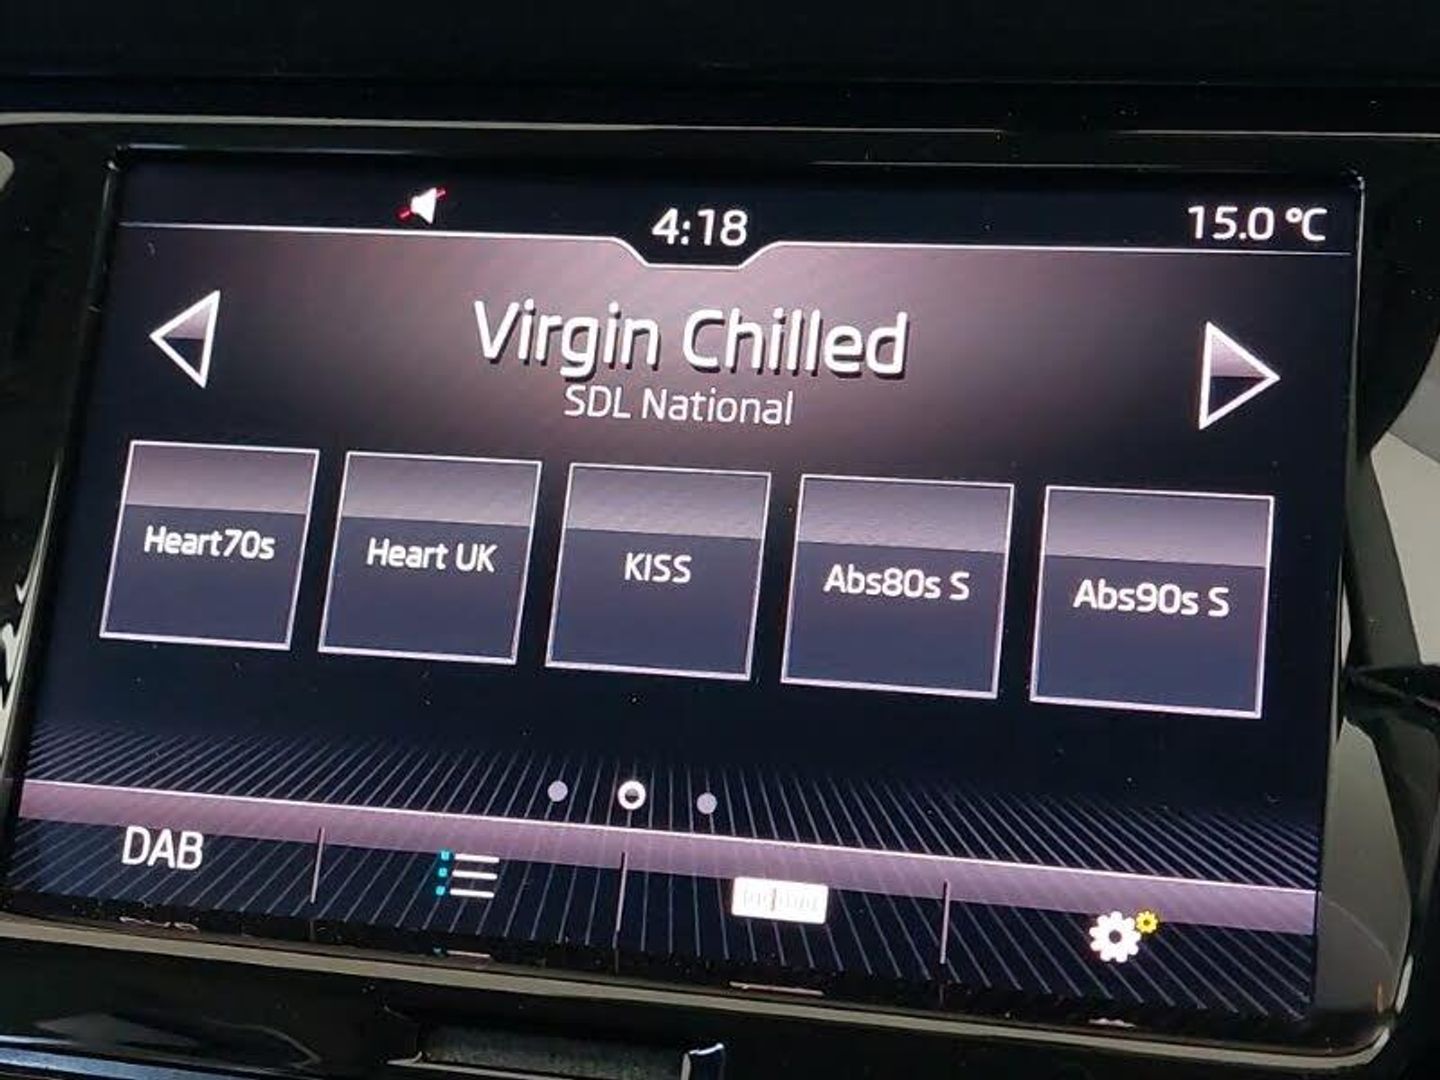 4:18
15.0 °C
Virgin Chilled
SDL National
Heart70s
Heart UK
KISS
Abs80s S
Abs90s S
DAB